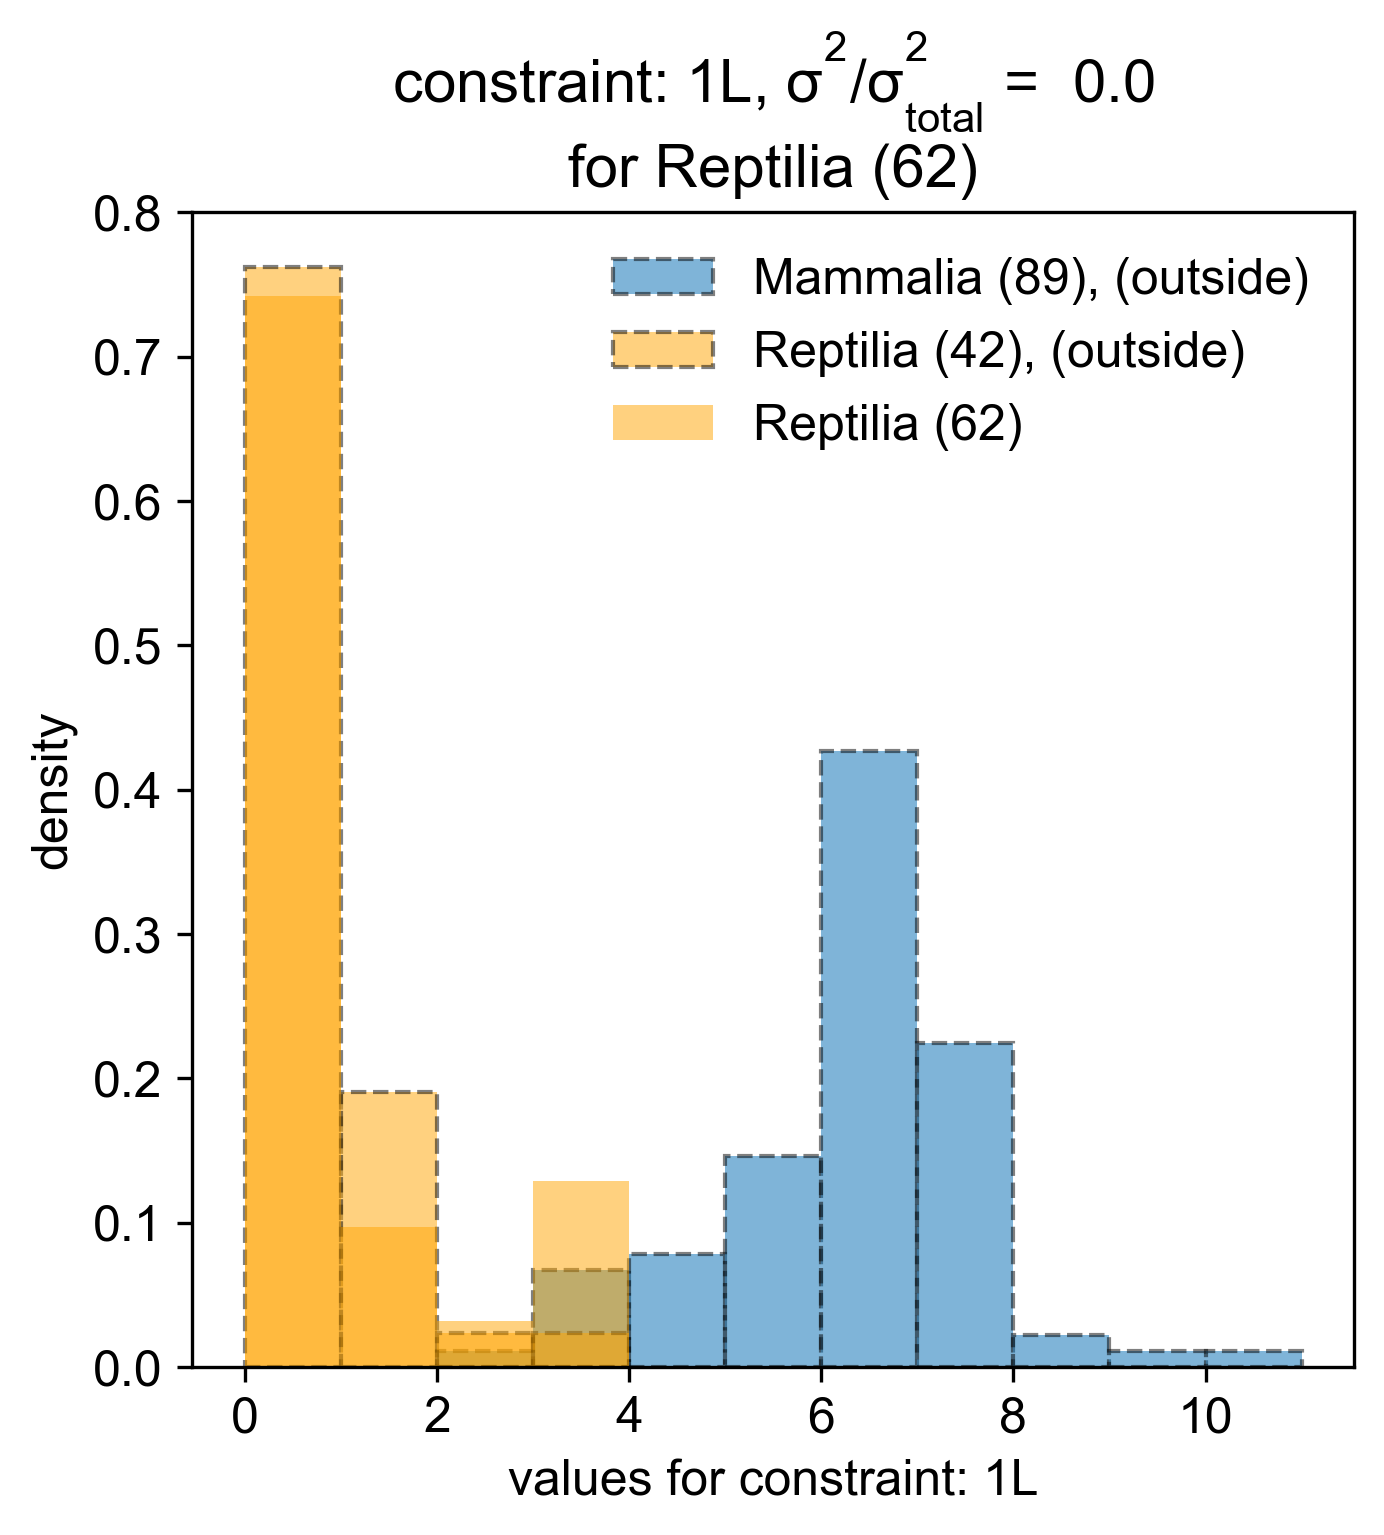 constraint: 1L, σ²/σ²total = 0.0
for Reptilia (62)
Mammalia (89), (outside)
Reptilia (42), (outside)
Reptilia (62)
density
0.8
0.7
0.6
0.5
0.4
0.3
0.2
0.1
0.0
0 2 4 6 8 10
values for constraint: 1L